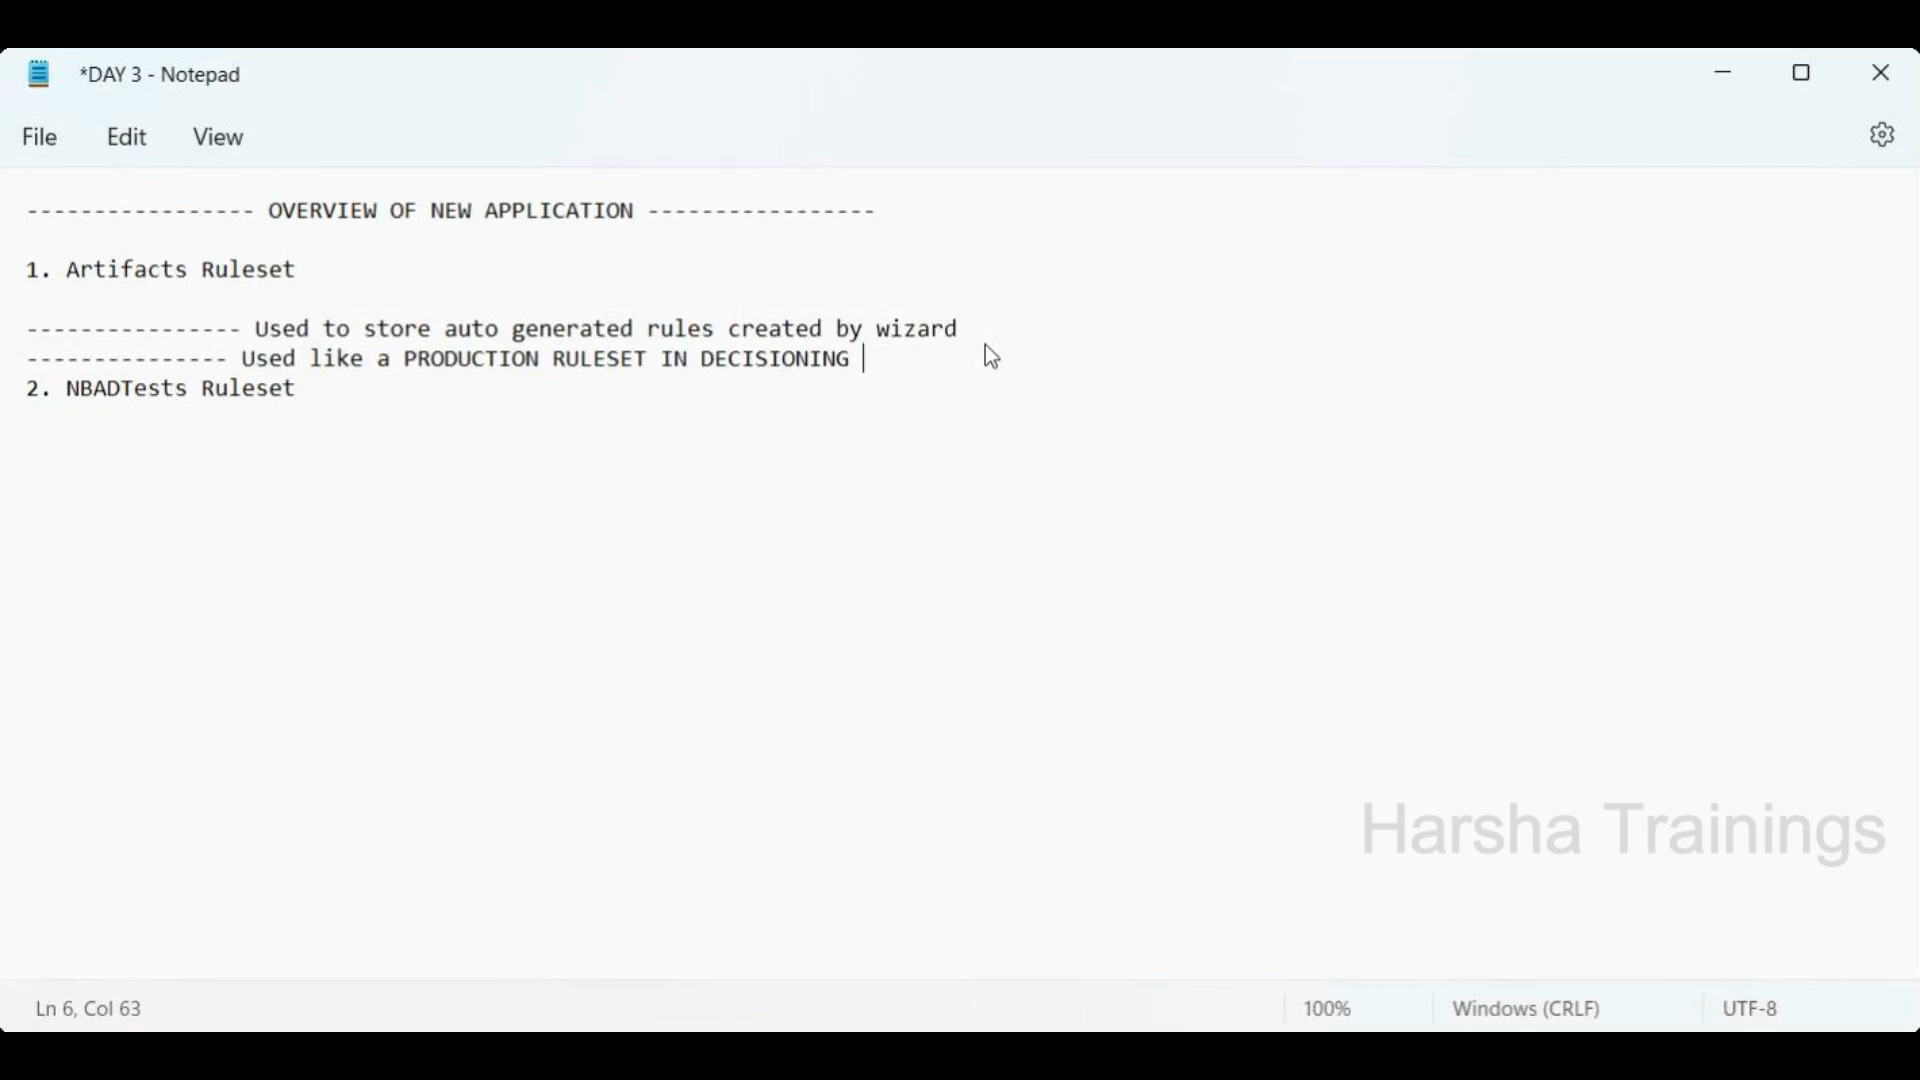 *DAY 3 - Notepad
File Edit View
----------------- OVERVIEW OF NEW APPLICATION -----------------
1. Artifacts Ruleset
---------------- Used to store auto generated rules created by wizard
--------------- Used like a PRODUCTION RULESET IN DECISIONING
2. NBADTests Ruleset
Harsha Trainings
Ln 6, Col 63 100% Windows (CRLF) UTF-8